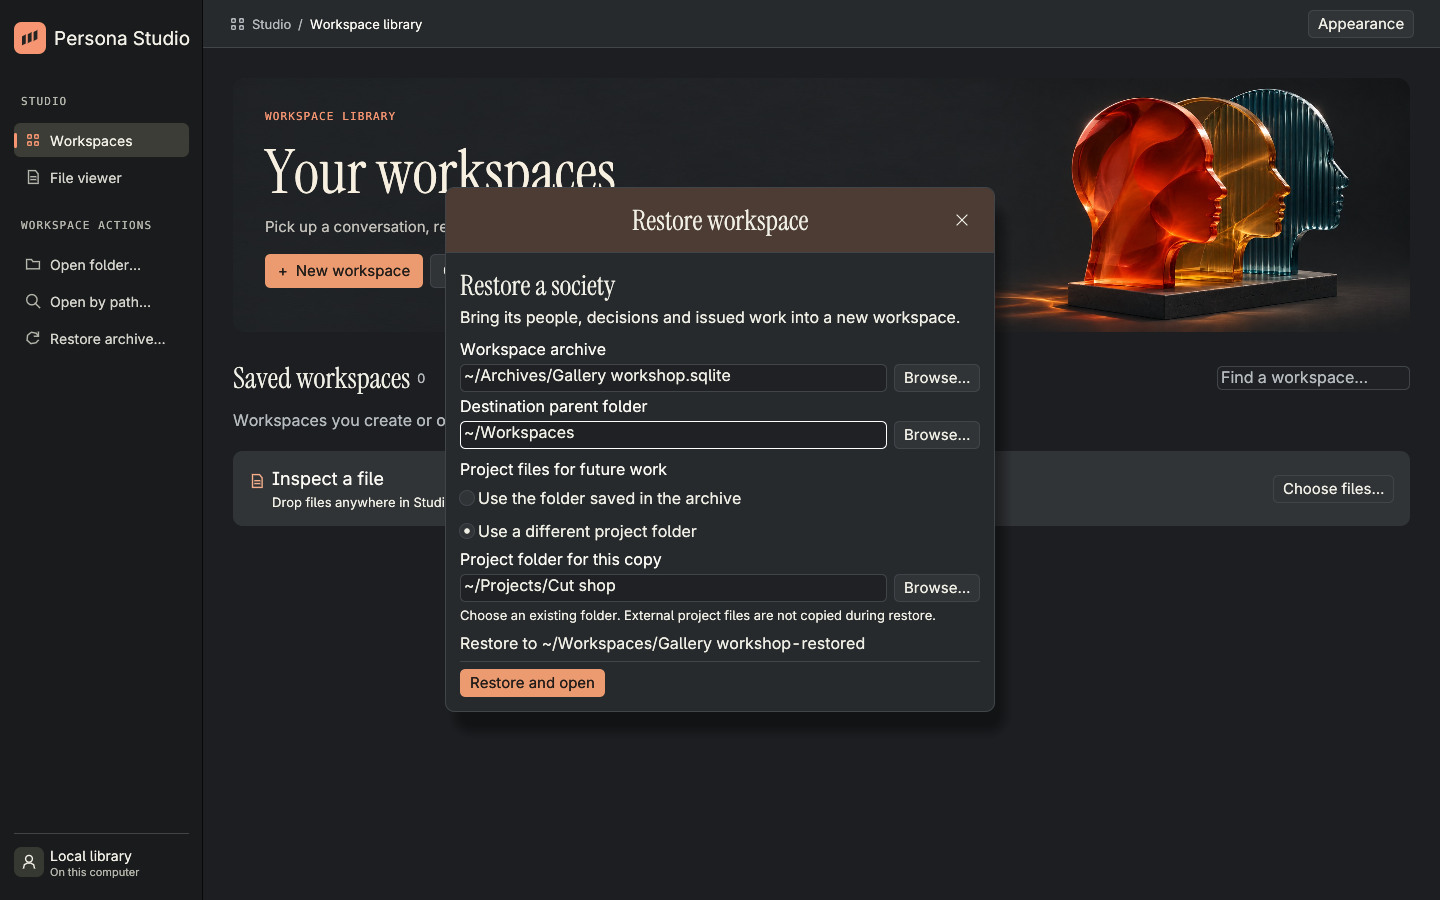 Persona Studio
STUDIO
Workspaces
File viewer
WORKSPACE ACTIONS
Open folder...
Open by path...
Restore archive...
Local library
On this computer
Studio / Workspace library
Appearance
WORKSPACE LIBRARY
Your workspaces
Pick up a conversation, re
+ New workspace
Saved workspaces 0
Find a workspace...
Workspaces you create or o
Inspect a file
Drop files anywhere in Studi
Choose files...
Restore workspace
Restore a society
Bring its people, decisions and issued work into a new workspace.
Workspace archive
~/Archives/Gallery workshop.sqlite
Browse...
Destination parent folder
~/Workspaces
Browse...
Project files for future work
Use the folder saved in the archive
Use a different project folder
Project folder for this copy
~/Projects/Cut shop
Browse...
Choose an existing folder. External project files are not copied during restore.
Restore to ~/Workspaces/Gallery workshop-restored
Restore and open